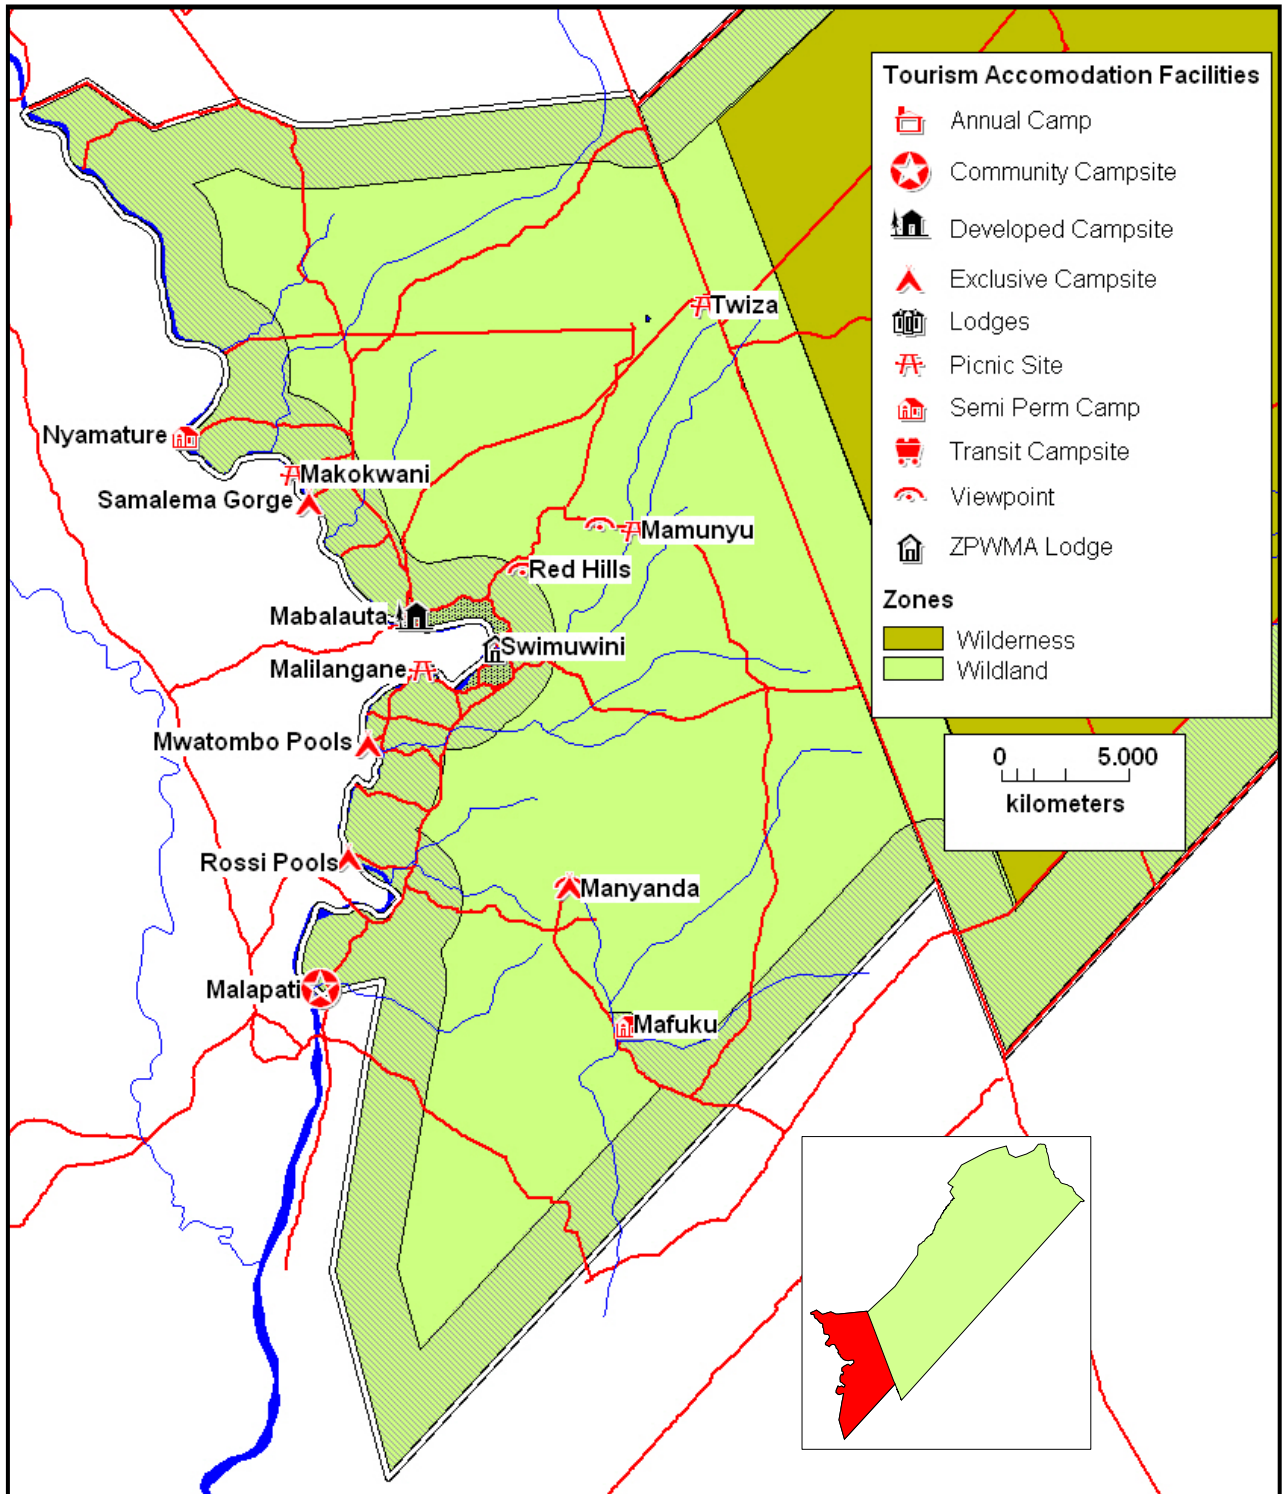 Tourism Accomodation Facilities
Annual Camp
Community Campsite
Developed Campsite
Exclusive Campsite
Lodges
Picnic Site
Semi Perm Camp
Transit Campsite
Viewpoint
ZPWMA Lodge
Zones
Wilderness
Wildland
0 5.000
kilometers
Twiza
Nyamature
Makokwani
Samalema Gorge
Mamunyu
Red Hills
Mabalauta
Swimuwini
Malilangane
Mwatombo Pools
Rossi Pools
Manyanda
Malapati
Mafuku